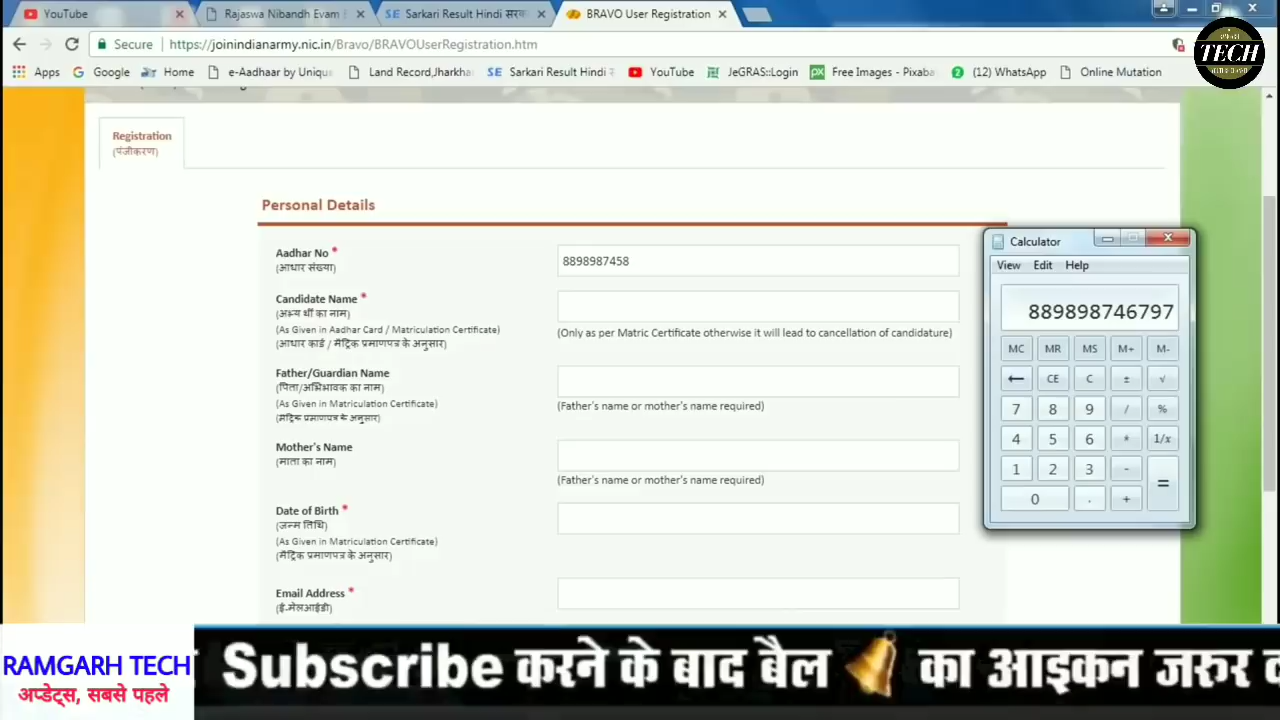 YouTube
Rajaswa Nibandh Evam
Sarkari Result Hindi सरक
BRAVO User Registration
Secure
https://joinindianarmy.nic.in/Bravo/BRAVOUserRegistration.htm
Apps
Google
Home
e-Aadhaar by Uniqu
Land Record,Jharkha
SE Sarkari Result Hindi
YouTube
JeGRAS::Login
px Free Images - Pixaba
(12) WhatsApp
Online Mutation
TECH
Registration
(पंजीकरण)
Personal Details
Aadhar No *
(आधार संख्या)
8898987458
Candidate Name *
(अभ्यर्थी का नाम)
(As Given in Aadhar Card / Matriculation Certificate)
(आधार कार्ड / मैट्रिक प्रमाणपत्र के अनुसार)
(Only as per Matric Certificate otherwise it will lead to cancellation of candidature)
Father/Guardian Name
(पिता/अभिभावक का नाम)
(As Given in Matriculation Certificate)
(मैट्रिक प्रमाणपत्र के अनुसार)
(Father's name or mother's name required)
Mother's Name
(माता का नाम)
(Father's name or mother's name required)
Date of Birth *
(जन्म तिथि)
(As Given in Matriculation Certificate)
(मैट्रिक प्रमाणपत्र के अनुसार)
Email Address *
(ई-मेलआईडी)
Calculator
View Edit Help
889898746797
MC MR MS M+ M-
← CE C ± √
7 8 9 / %
4 5 6 * 1/x
1 2 3 - =
0 . +
RAMGARH TECH
अप्डेट्स, सबसे पहले
Subscribe करने के बाद बैल का आइकन जरुर